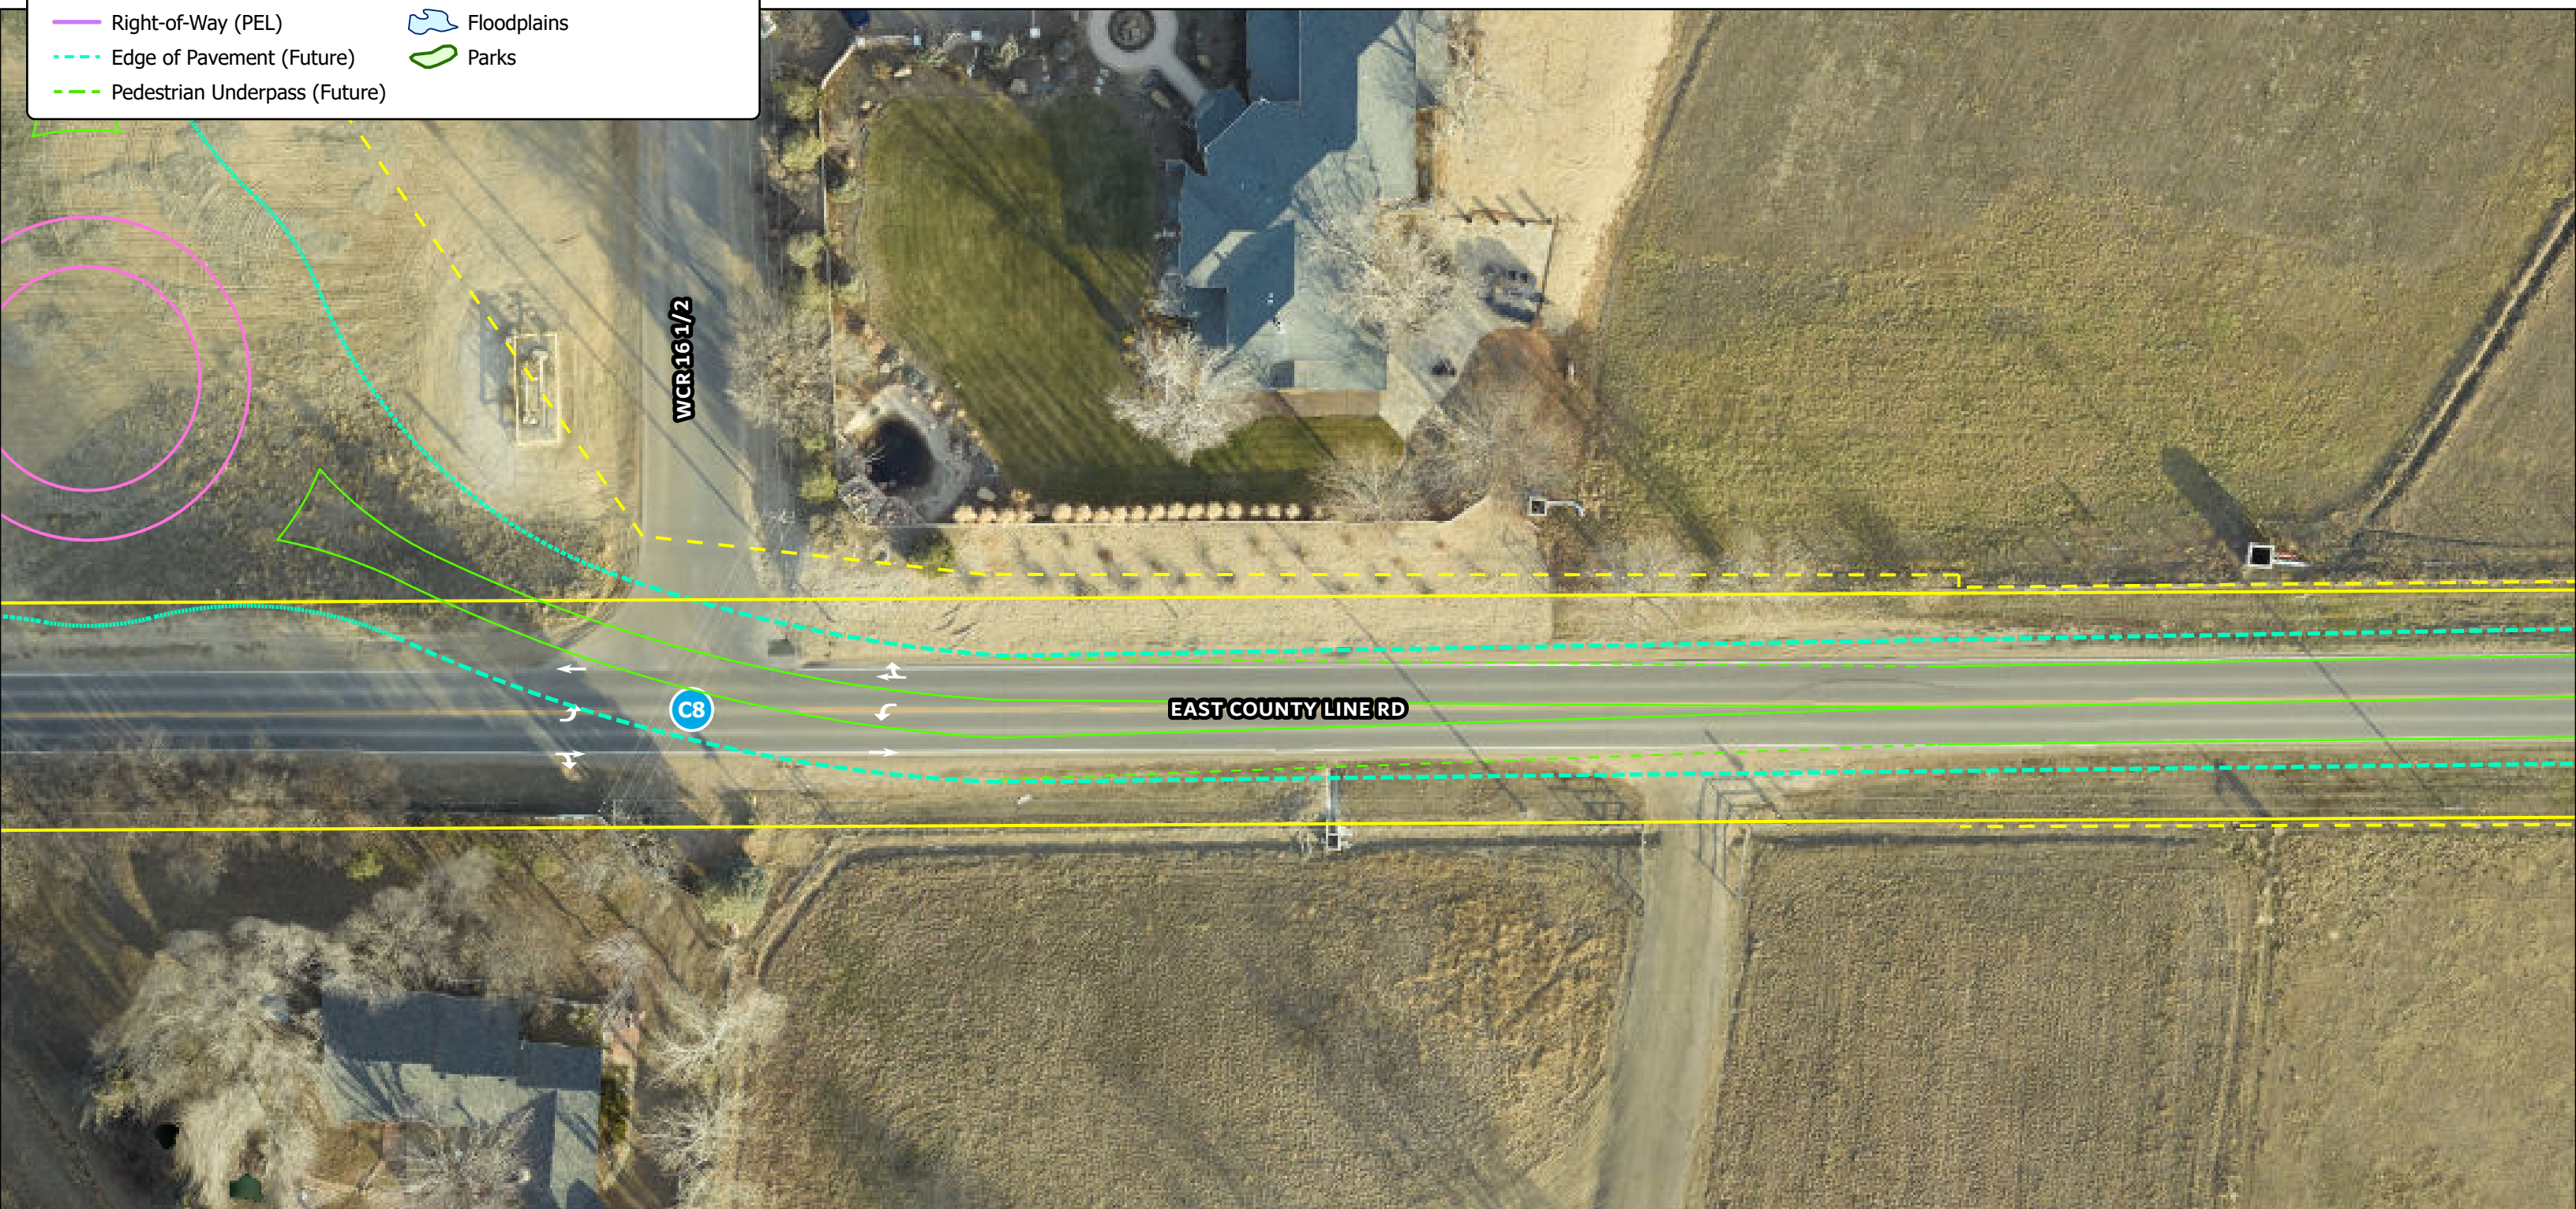 Right-of-Way (PEL)
Edge of Pavement (Future)
Pedestrian Underpass (Future)
Floodplains
Parks
WCR 16 1/2
C8
EAST COUNTY LINE RD